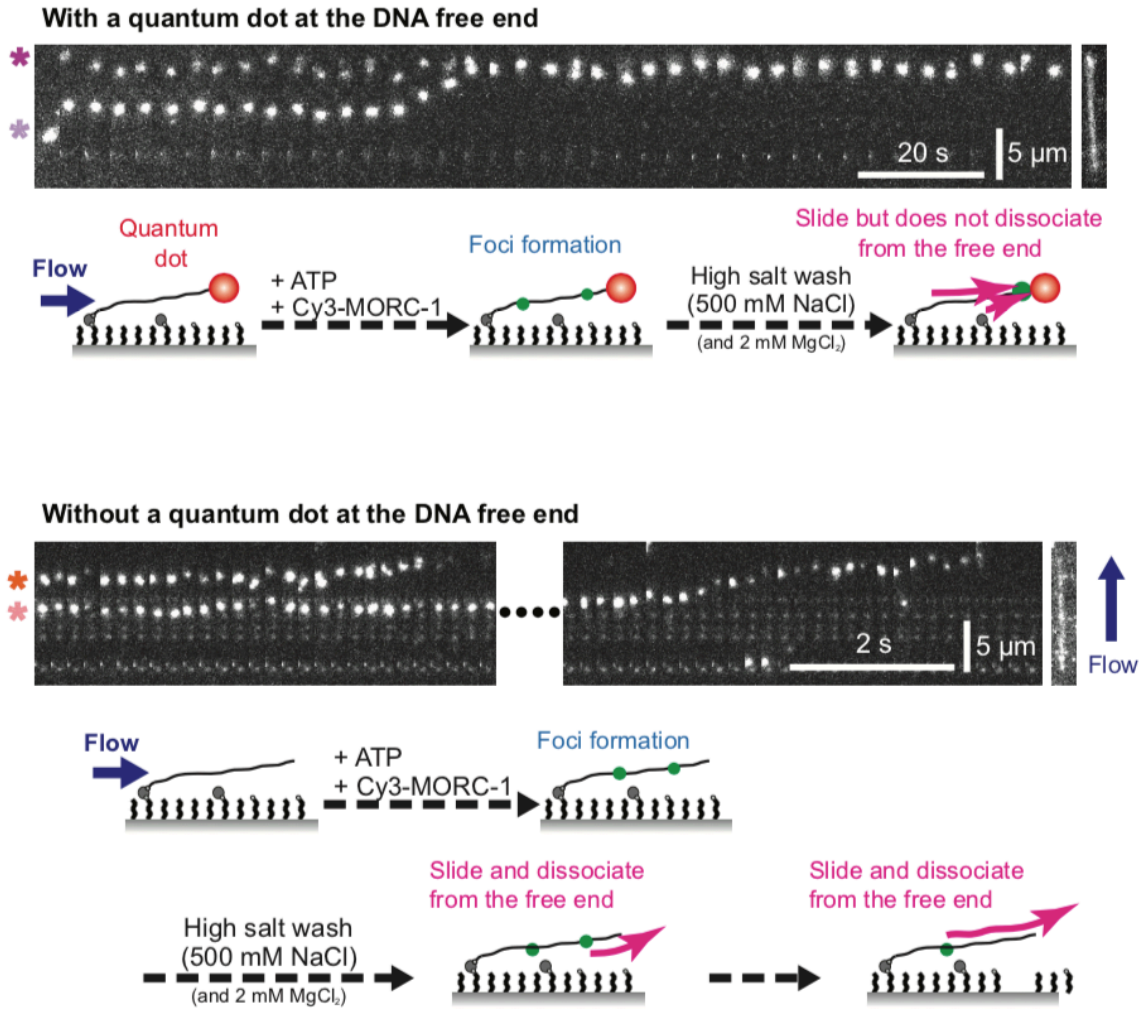 With a quantum dot at the DNA free end
*
*
20 s
5 µm
Quantum
dot
Flow
+ ATP
+ Cy3-MORC-1
Foci formation
High salt wash
(500 mM NaCl)
(and 2 mM MgCl₂)
Slide but does not dissociate
from the free end
Without a quantum dot at the DNA free end
*
*
2 s
5 µm
Flow
Flow
+ ATP
+ Cy3-MORC-1
Foci formation
High salt wash
(500 mM NaCl)
(and 2 mM MgCl₂)
Slide and dissociate
from the free end
Slide and dissociate
from the free end